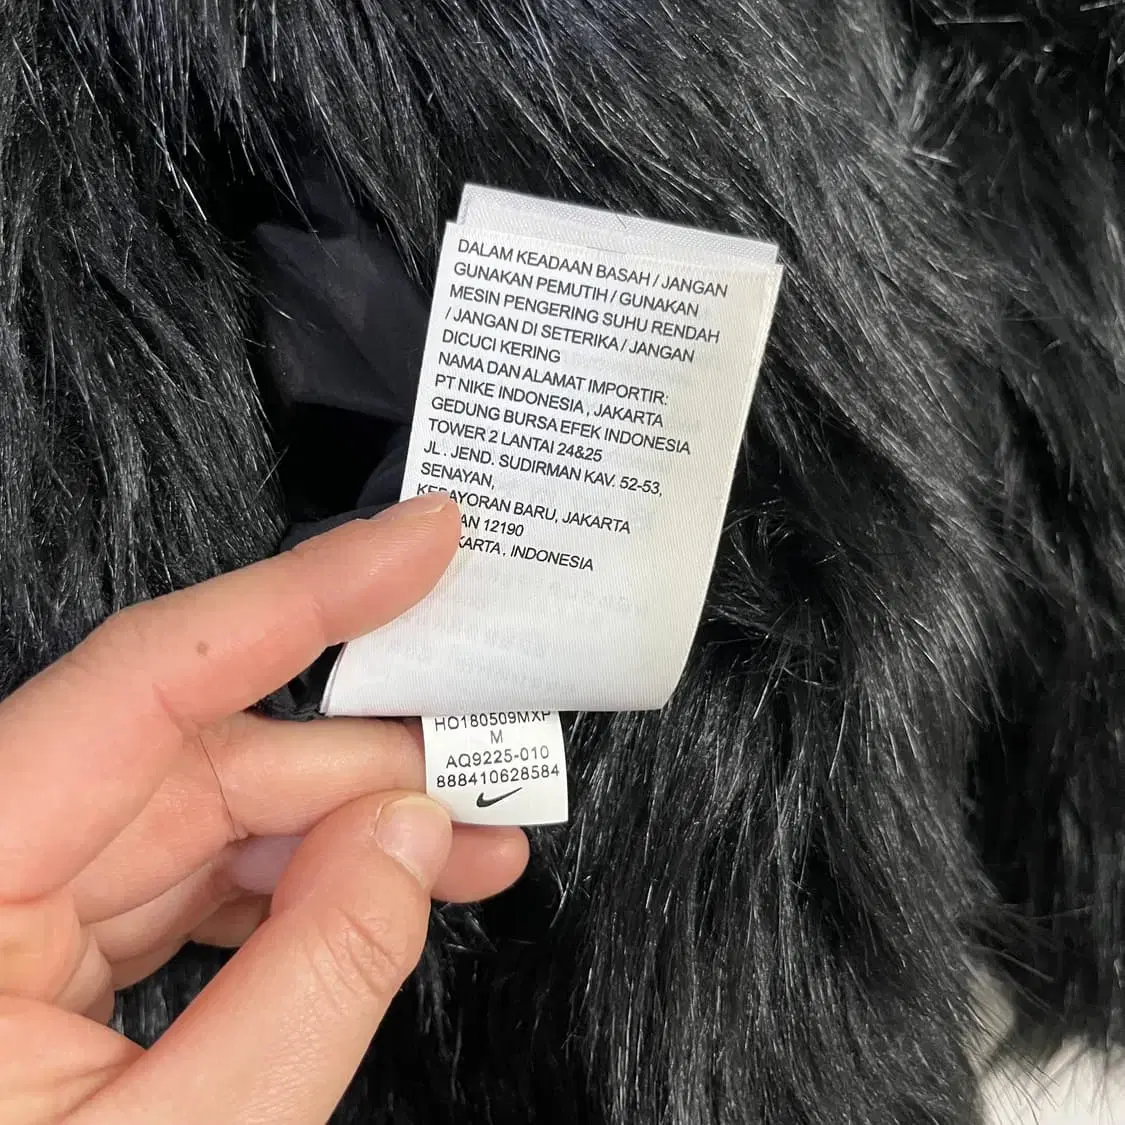 DALAM KEADAAN BASAH / JANGAN
GUNAKAN PEMUTIH / GUNAKAN
MESIN PENGERING SUHU RENDAH
/ JANGAN DI SETERIKA / JANGAN
DICUCI KERING
NAMA DAN ALAMAT IMPORTIR:
PT NIKE INDONESIA , JAKARTA
GEDUNG BURSA EFEK INDONESIA
TOWER 2 LANTAI 24&25
JL . JEND. SUDIRMAN KAV. 52-53,
SENAYAN,
BARU, JAKARTA
12190
INDONESIA
M
AQ9225-010
888410628584